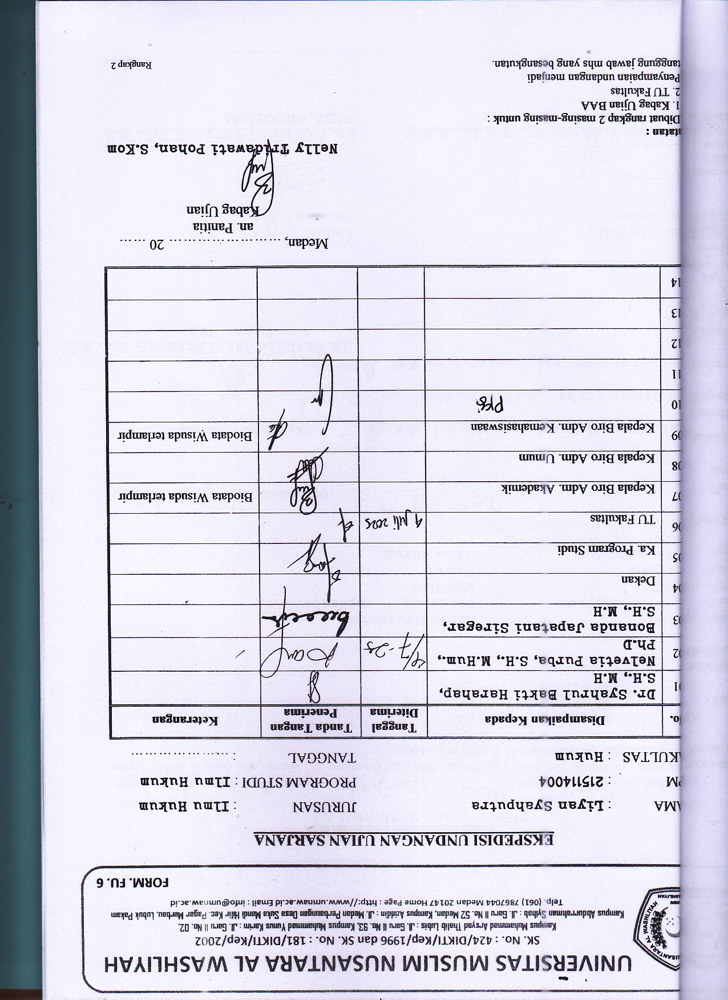 UNIVERSITAS MUSLIM NUSANTARA AL WASHLIYAH
SK. No. : 424/DIKTI/Kep/1996 dan SK. No. : 181/DIKTI/Kep/2002
Kampus Muhammad Arsyad Thalib Lubis : Jl. Garu II No. 93, Kampus Muhammad Yunus Karim : Jl. Garu II No. 02,
Kampus Abdurrahman Syihab : Jl. Garu II No. 52 Medan, Kampus Aziddin : Jl. Medan Perbaungan Desa Suka Mandi Hilir Kec. Pagar Merbau, Lubuk Pakam
Telp. (061) 7867044 Medan 20147 Home Page : http://www.umnaw.ac.id Email : info@umnaw.ac.id
FORM. FU. 6
EKSPEDISI UNDANGAN UJIAN SARJANA
AMA : Liyan Syahputra JURUSAN : Ilmu Hukum
PM : 215114004 PROGRAM STUDI : Ilmu Hukum
AKULTAS : Hukum TANGGAL : ......................
o. Disampaikan Kepada Tanggal Diterima Tanda Tangan Penerima Keterangan
01 Dr. Syahrul Bakti Harahap,
S.H., M.H
02 Nelvetia Purba, S.H., M.Hum., 4/7-25
Ph.D
03 Bonanda Japatani Siregar,
S.H., M.H
04 Dekan
05 Ka. Program Studi
06 TU Fakultas 4 Juli 2025
07 Kepala Biro Adm. Akademik Biodata Wisuda terlampir
08 Kepala Biro Adm. Umum
09 Kepala Biro Adm. Kemahasiswaan Biodata Wisuda terlampir
10
11
12
13
14
Medan, ........................ 20 ......
an. Panitia
Kabag Ujian
Nelly Tridawati Pohan, S.Kom
tatan :
Dibuat rangkap 2 masing-masing untuk :
1. Kabag Ujian BAA
2. TU Fakultas
Penyampaian undangan menjadi
tanggung jawab mhs yang besangkutan.
Rangkap 2